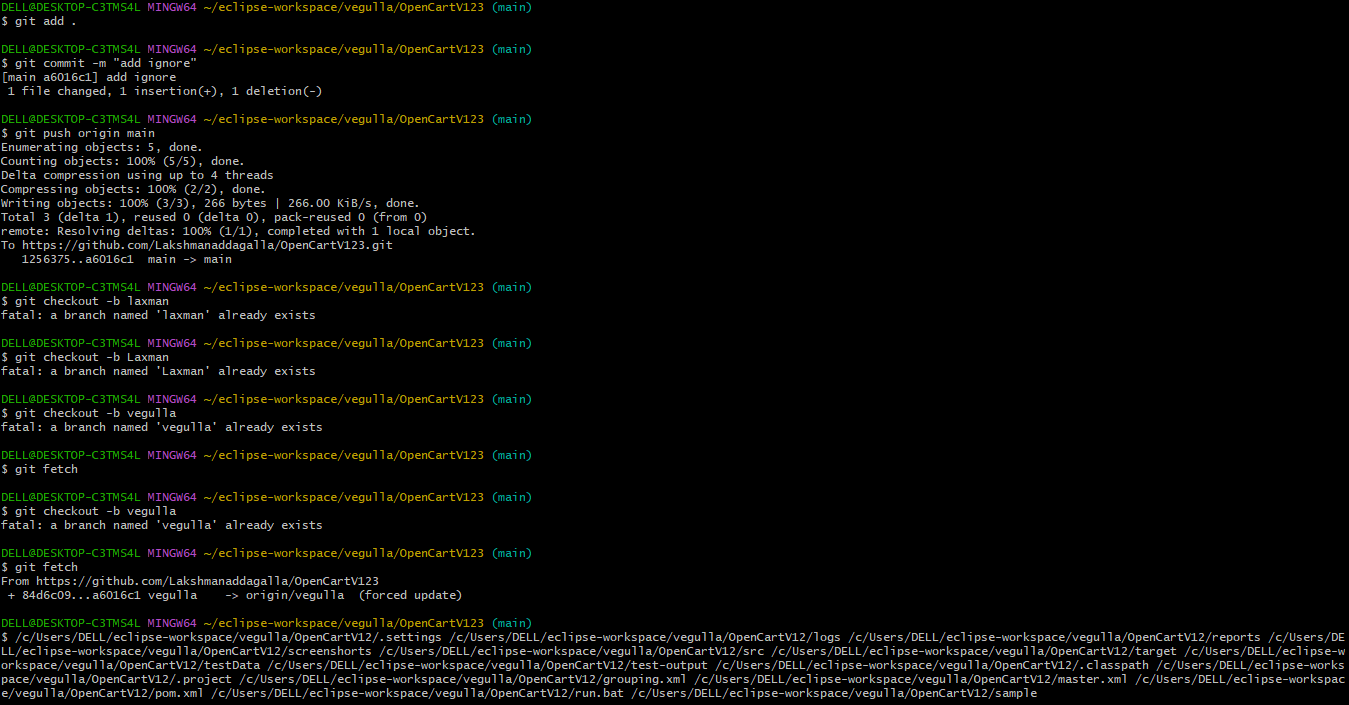 DELL@DESKTOP-C3TMS4L MINGW64 ~/eclipse-workspace/vegulla/OpenCartV123 (main)
$ git add .
DELL@DESKTOP-C3TMS4L MINGW64 ~/eclipse-workspace/vegulla/OpenCartV123 (main)
$ git commit -m "add ignore"
[main a6016c1] add ignore
 1 file changed, 1 insertion(+), 1 deletion(-)
DELL@DESKTOP-C3TMS4L MINGW64 ~/eclipse-workspace/vegulla/OpenCartV123 (main)
$ git push origin main
Enumerating objects: 5, done.
Counting objects: 100% (5/5), done.
Delta compression using up to 4 threads
Compressing objects: 100% (2/2), done.
Writing objects: 100% (3/3), 266 bytes | 266.00 KiB/s, done.
Total 3 (delta 1), reused 0 (delta 0), pack-reused 0 (from 0)
remote: Resolving deltas: 100% (1/1), completed with 1 local object.
To https://github.com/Lakshmanaddagalla/OpenCartV123.git
   1256375..a6016c1  main -> main
DELL@DESKTOP-C3TMS4L MINGW64 ~/eclipse-workspace/vegulla/OpenCartV123 (main)
$ git checkout -b laxman
fatal: a branch named 'laxman' already exists
DELL@DESKTOP-C3TMS4L MINGW64 ~/eclipse-workspace/vegulla/OpenCartV123 (main)
$ git checkout -b Laxman
fatal: a branch named 'Laxman' already exists
DELL@DESKTOP-C3TMS4L MINGW64 ~/eclipse-workspace/vegulla/OpenCartV123 (main)
$ git checkout -b vegulla
fatal: a branch named 'vegulla' already exists
DELL@DESKTOP-C3TMS4L MINGW64 ~/eclipse-workspace/vegulla/OpenCartV123 (main)
$ git fetch
DELL@DESKTOP-C3TMS4L MINGW64 ~/eclipse-workspace/vegulla/OpenCartV123 (main)
$ git checkout -b vegulla
fatal: a branch named 'vegulla' already exists
DELL@DESKTOP-C3TMS4L MINGW64 ~/eclipse-workspace/vegulla/OpenCartV123 (main)
$ git fetch
From https://github.com/Lakshmanaddagalla/OpenCartV123
 + 84d6c09...a6016c1 vegulla    -> origin/vegulla  (forced update)
DELL@DESKTOP-C3TMS4L MINGW64 ~/eclipse-workspace/vegulla/OpenCartV123 (main)
$ /c/Users/DELL/eclipse-workspace/vegulla/OpenCartV12/.settings /c/Users/DELL/eclipse-workspace/vegulla/OpenCartV12/logs /c/Users/DELL/eclipse-workspace/vegulla/OpenCartV12/reports /c/Users/DE
LL/eclipse-workspace/vegulla/OpenCartV12/screenshorts /c/Users/DELL/eclipse-workspace/vegulla/OpenCartV12/src /c/Users/DELL/eclipse-workspace/vegulla/OpenCartV12/target /c/Users/DELL/eclipse-w
orkspace/vegulla/OpenCartV12/testData /c/Users/DELL/eclipse-workspace/vegulla/OpenCartV12/test-output /c/Users/DELL/eclipse-workspace/vegulla/OpenCartV12/.classpath /c/Users/DELL/eclipse-works
pace/vegulla/OpenCartV12/.project /c/Users/DELL/eclipse-workspace/vegulla/OpenCartV12/grouping.xml /c/Users/DELL/eclipse-workspace/vegulla/OpenCartV12/master.xml /c/Users/DELL/eclipse-workspac
e/vegulla/OpenCartV12/pom.xml /c/Users/DELL/eclipse-workspace/vegulla/OpenCartV12/run.bat /c/Users/DELL/eclipse-workspace/vegulla/OpenCartV12/sample